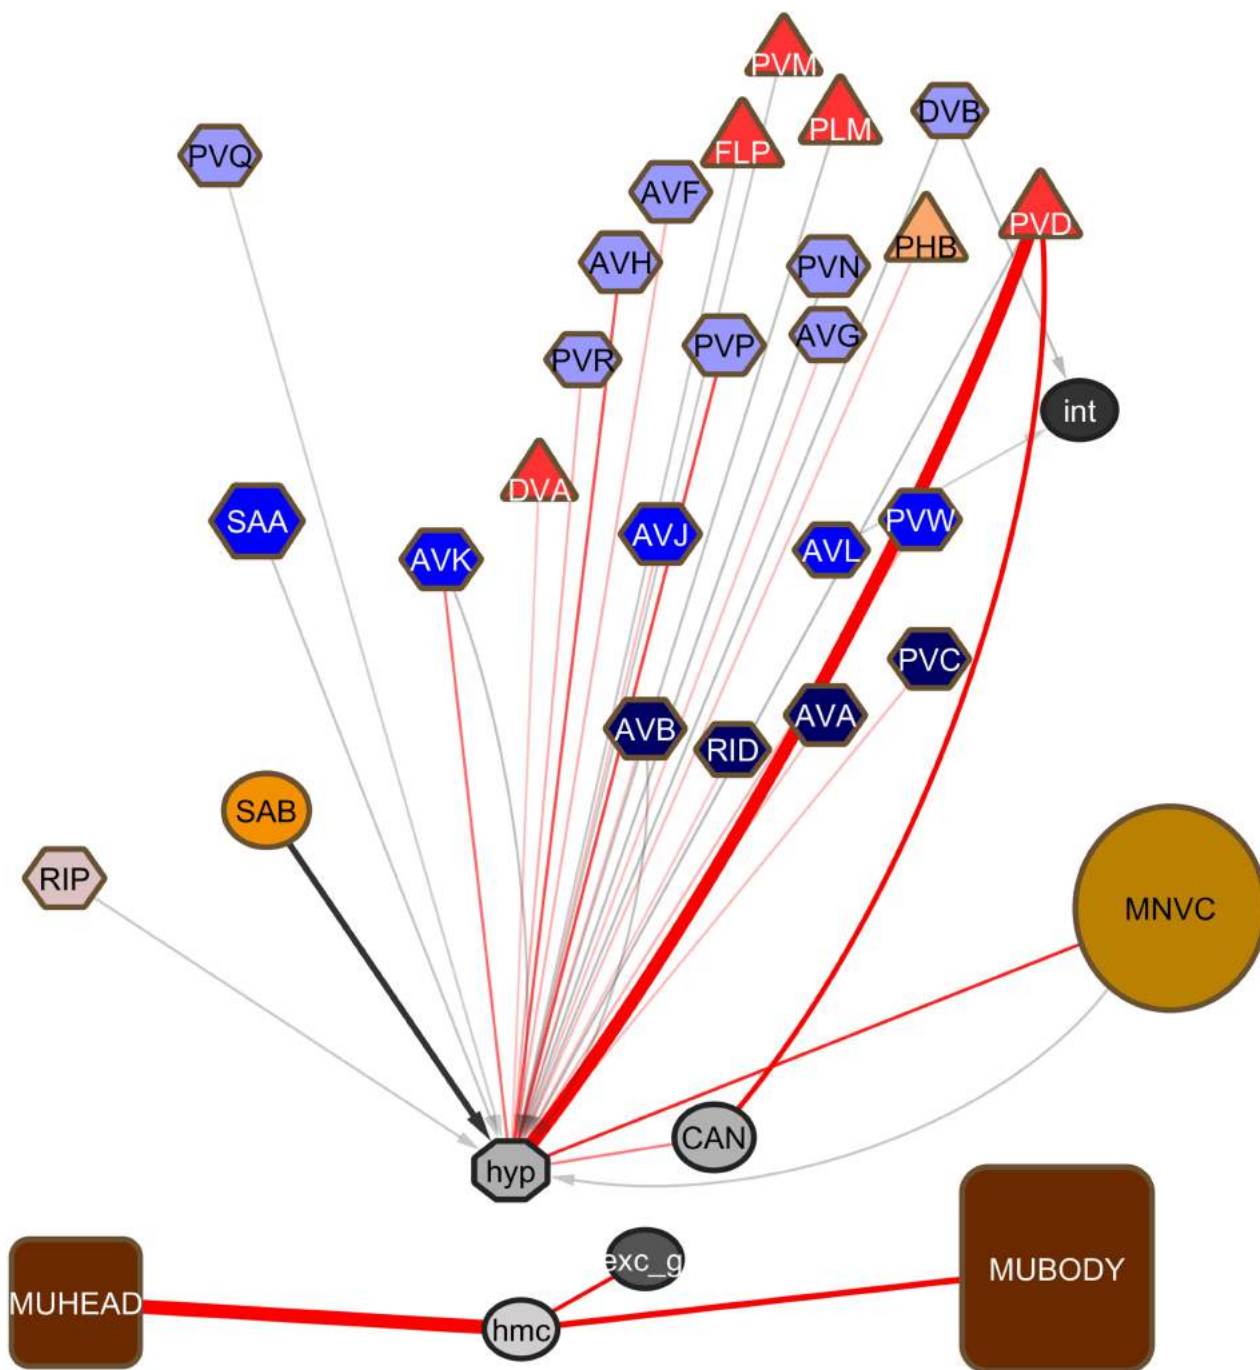 PVM
DVB
PLM
FLP
PVQ
AVF
PVD
PHB
AVH
PVN
AVG
PVP
PVR
int
DVA
SAA
PVW
AVJ
AVL
AVK
PVC
AVA
AVB
RID
SAB
RIP
MNVC
CAN
hyp
exc_g
MUBODY
MUHEAD
hmc